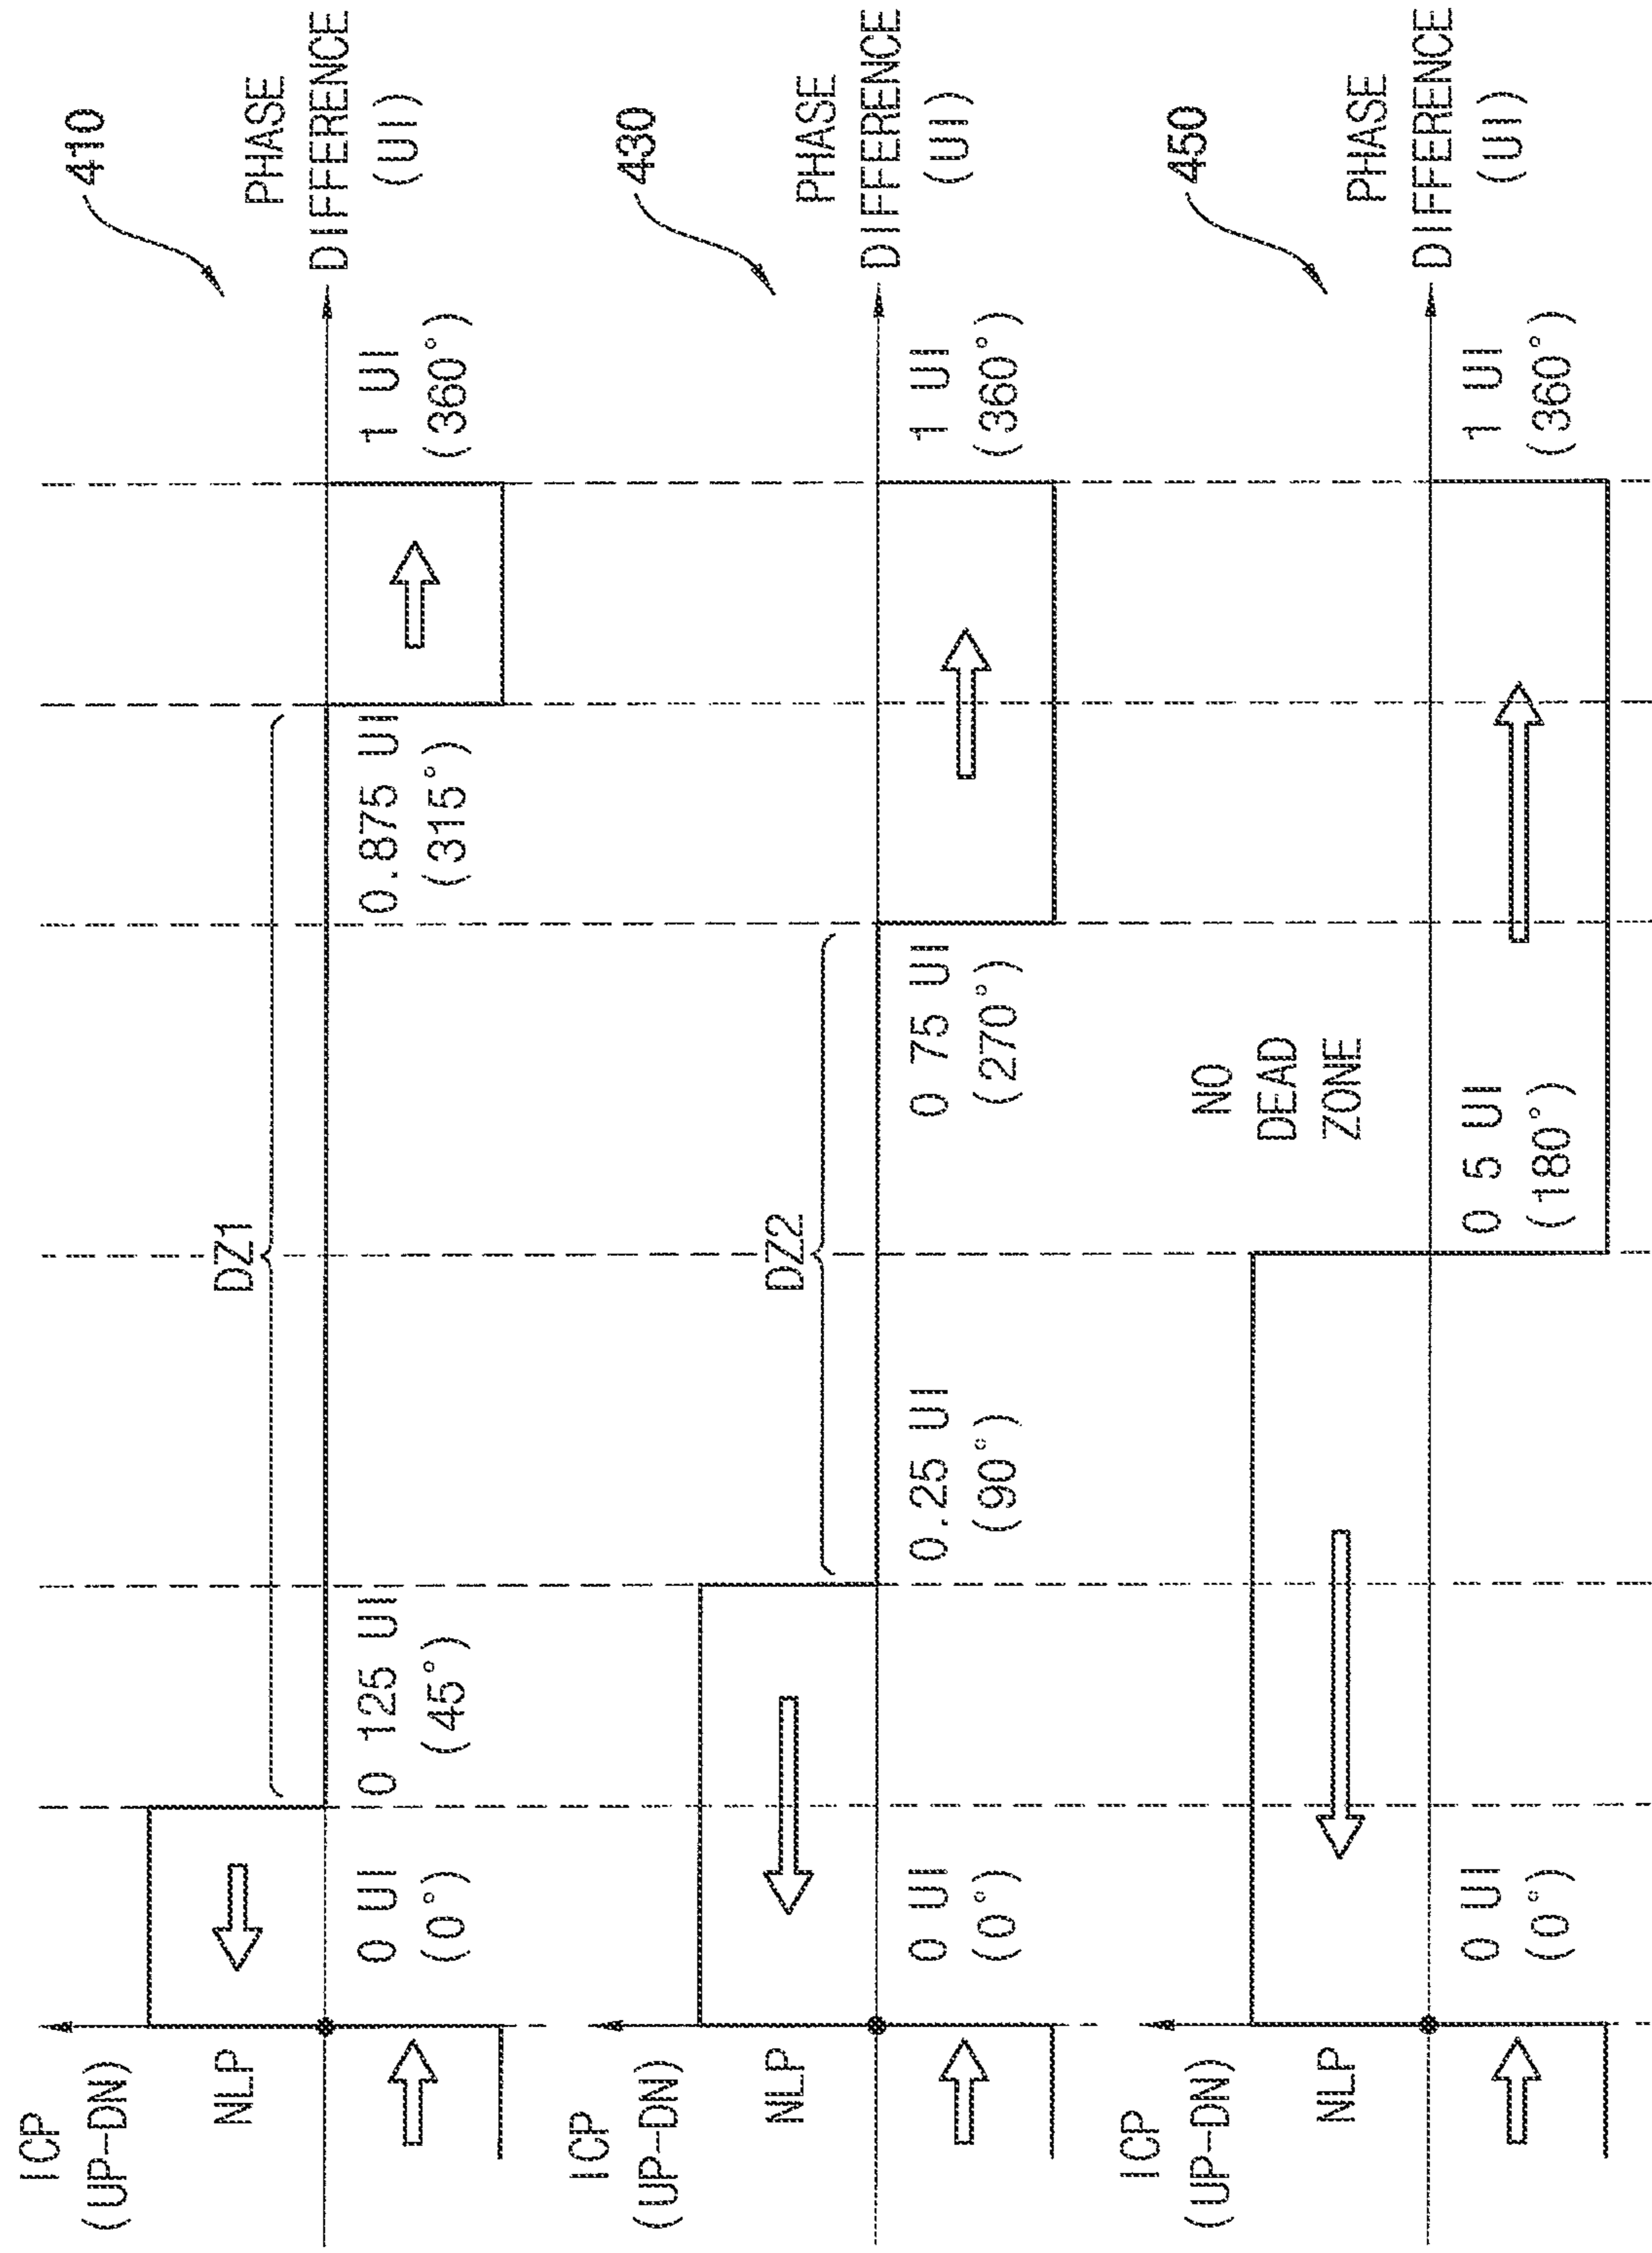 410
ICP
(UP-DN)
NLP
DZ1
0 UI
(0°)
0 125 UI
(45°)
0.875 UI
(315°)
1 UI
(360°)
PHASE
DIFFERENCE
(UI)
430
ICP
(UP-DN)
NLP
DZ2
0 UI
(0°)
0.25 UI
(90°)
0 75 UI
(270°)
1 UI
(360°)
PHASE
DIFFERENCE
(UI)
450
ICP
(UP-DN)
NLP
NO
DEAD
ZONE
0 UI
(0°)
0 5 UI
(180°)
1 UI
(360°)
PHASE
DIFFERENCE
(UI)